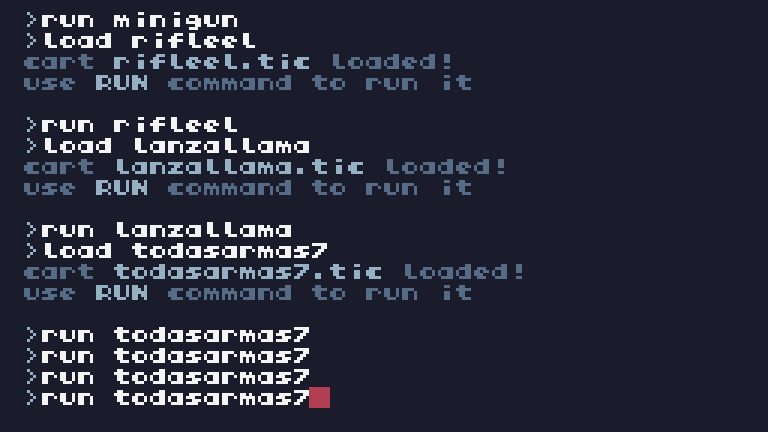 >run minigun
>load rifleel
cart rifleel.tic loaded!
use RUN command to run it
>run rifleel
>load lanzallama
cart lanzallama.tic loaded!
use RUN command to run it
>run lanzallama
>load todasarmas7
cart todasarmas7.tic loaded!
use RUN command to run it
>run todasarmas7
>run todasarmas7
>run todasarmas7
>run todasarmas7